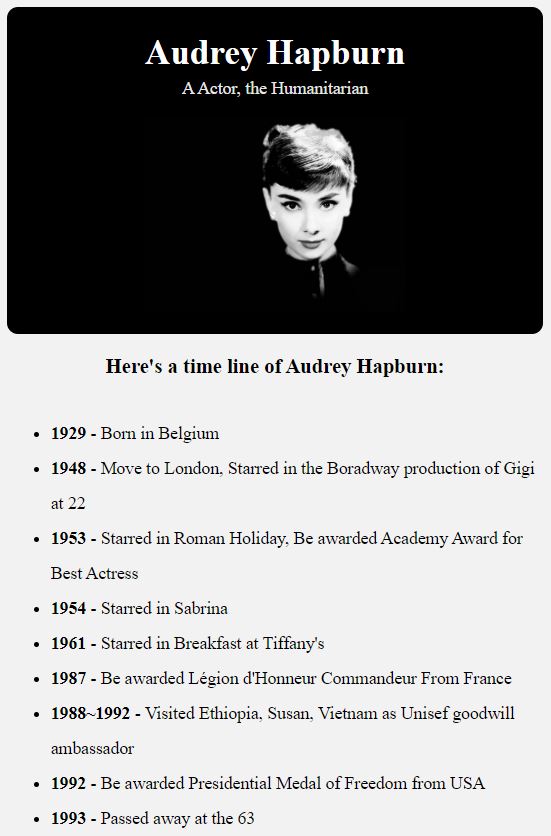 Audrey Hapburn
A Actor, the Humanitarian
Here's a time line of Audrey Hapburn:
• 1929 - Born in Belgium
• 1948 - Move to London, Starred in the Boradway production of Gigi
at 22
• 1953 - Starred in Roman Holiday, Be awarded Academy Award for
Best Actress
• 1954 - Starred in Sabrina
• 1961 - Starred in Breakfast at Tiffany's
• 1987 - Be awarded Légion d'Honneur Commandeur From France
• 1988~1992 - Visited Ethiopia, Susan, Vietnam as Unisef goodwill
ambassador
• 1992 - Be awarded Presidential Medal of Freedom from USA
• 1993 - Passed away at the 63